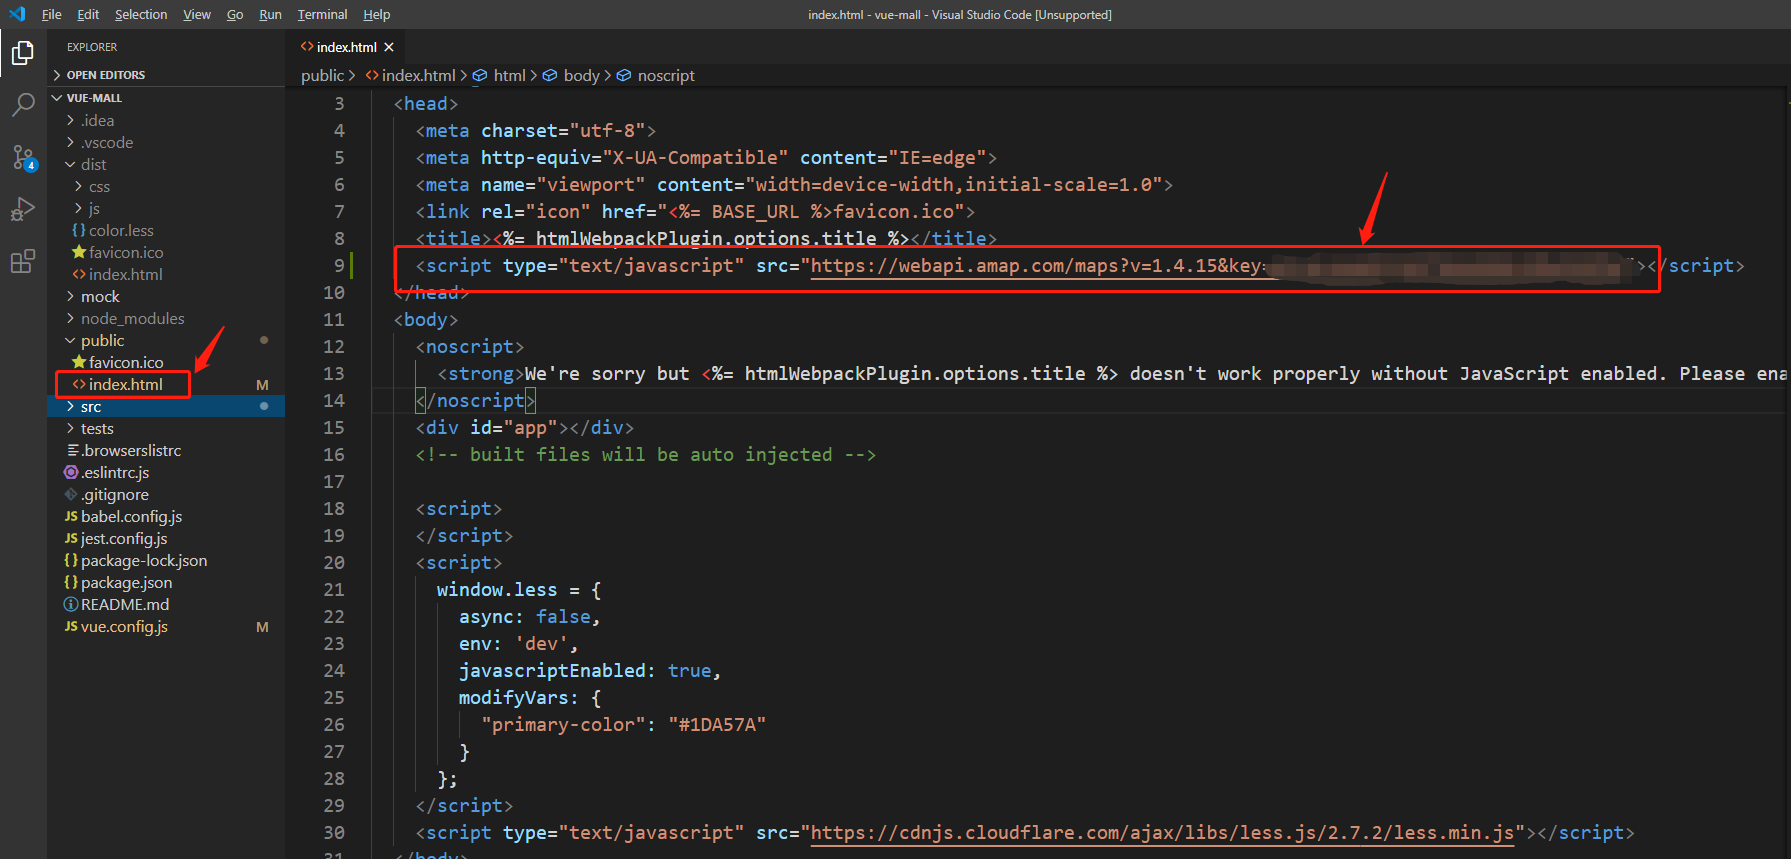 File Edit Selection View Go Run Terminal Help
index.html - vue-mall - Visual Studio Code [Unsupported]
EXPLORER
OPEN EDITORS
VUE-MALL
.idea
.vscode
dist
css
js
{} color.less
favicon.ico
<> index.html
mock
node_modules
public
favicon.ico
<> index.html M
src
tests
.browserslistrc
.eslintrc.js
.gitignore
JS babel.config.js
JS jest.config.js
{} package-lock.json
{} package.json
README.md
JS vue.config.js M
4
<> index.html ×
public > <> index.html > html > body > noscript
3 <head>
4 <meta charset="utf-8">
5 <meta http-equiv="X-UA-Compatible" content="IE=edge">
6 <meta name="viewport" content="width=device-width,initial-scale=1.0">
7 <link rel="icon" href="<%= BASE_URL %>favicon.ico">
8 <title><%= htmlWebpackPlugin.options.title %></title>
9 <script type="text/javascript" src="https://webapi.amap.com/maps?v=1.4.15&key= "></script>
10 </head>
11 <body>
12 <noscript>
13 <strong>We're sorry but <%= htmlWebpackPlugin.options.title %> doesn't work properly without JavaScript enabled. Please ena
14 </noscript>
15 <div id="app"></div>
16 <!-- built files will be auto injected -->
17
18 <script>
19 </script>
20 <script>
21 window.less = {
22 async: false,
23 env: 'dev',
24 javascriptEnabled: true,
25 modifyVars: {
26 "primary-color": "#1DA57A"
27 }
28 };
29 </script>
30 <script type="text/javascript" src="https://cdnjs.cloudflare.com/ajax/libs/less.js/2.7.2/less.min.js"></script>
31 </body>